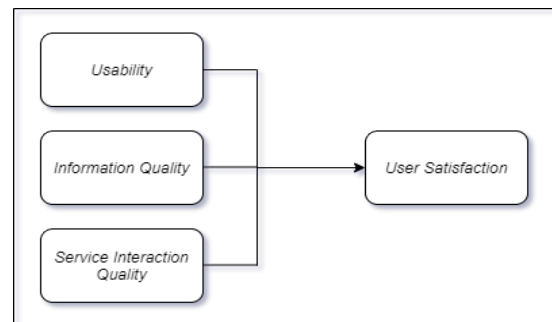 Usability
Information Quality
User Satisfaction
Service Interaction
Quality